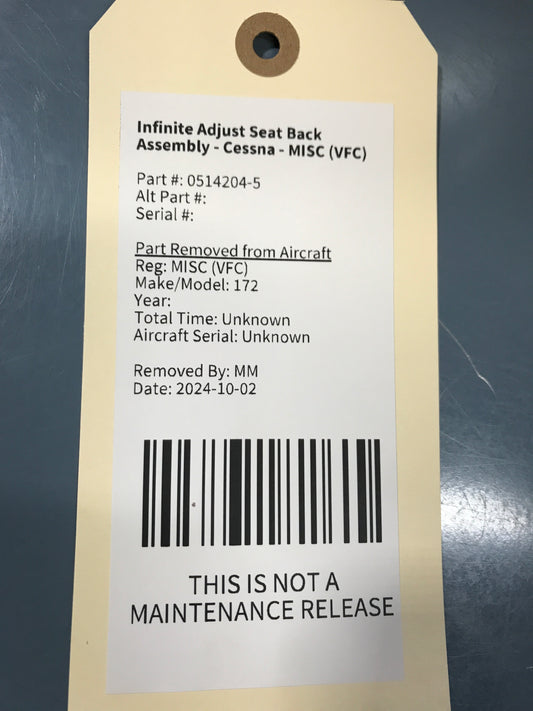 Infinite Adjust Seat Back
Assembly - Cessna - MISC (VFC)
Part #: 0514204-5
Alt Part #:
Serial #:
Part Removed from Aircraft
Reg: MISC (VFC)
Make/Model: 172
Year:
Total Time: Unknown
Aircraft Serial: Unknown
Removed By: MM
Date: 2024-10-02
THIS IS NOT A
MAINTENANCE RELEASE